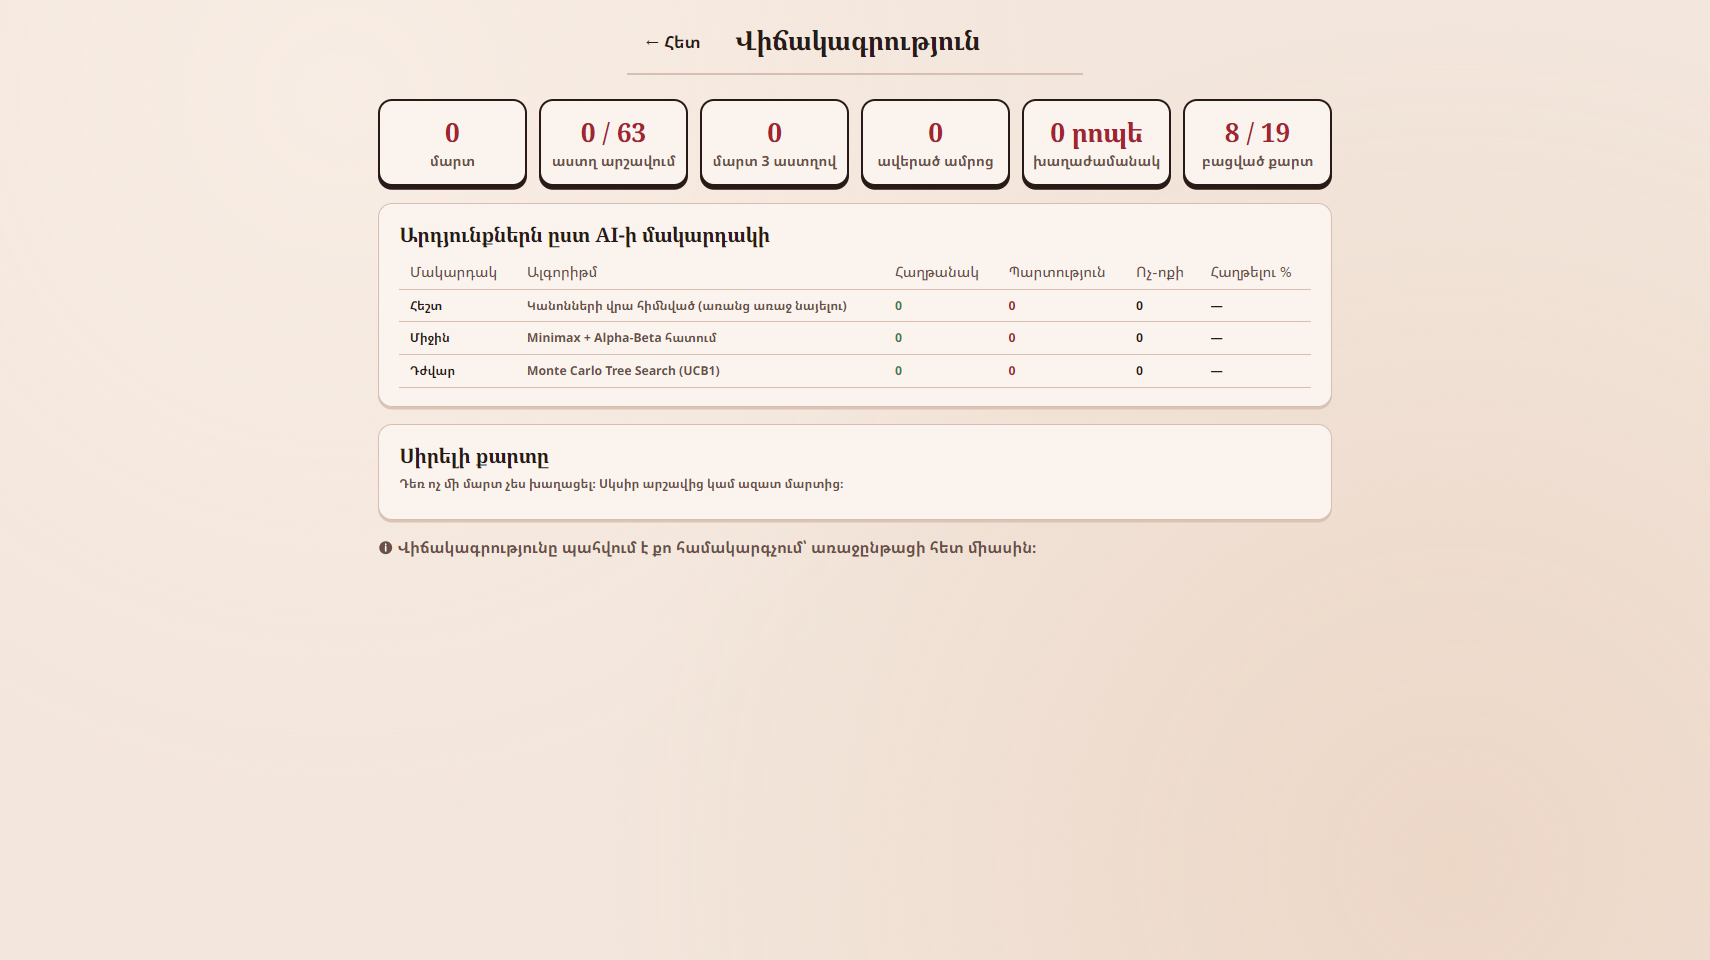 ← Հետ Վիճակագրություն
0 0 / 63 0 0 0 րոպե 8 / 19
մարտ աստղ արշավում մարտ 3 աստղով ավերած ամրոց խաղաժամանակ բացված քարտ
Արդյունքներն ըստ AI-ի մակարդակի
Մակարդակ Ալգորիթմ Հաղթանակ Պարտություն Ոչ-ոքի Հաղթելու %
Հեշտ Կանոնների վրա հիմնված (առանց առաջ նայելու) 0 0 0 —
Միջին Minimax + Alpha-Beta հատում 0 0 0 —
Դժվար Monte Carlo Tree Search (UCB1) 0 0 0 —
Սիրելի քարտը
Դեռ ոչ մի մարտ չես խաղացել։ Սկսիր արշավից կամ ազատ մարտից։
Վիճակագրությունը պահվում է քո համակարգչում՝ առաջընթացի հետ միասին։